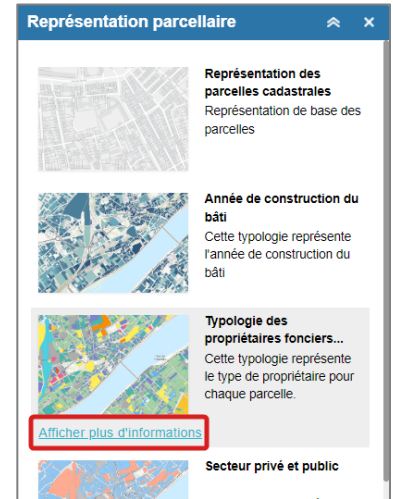 Représentation parcellaire
Représentation des
parcelles cadastrales
Représentation de base des
parcelles
Année de construction du
bâti
Cette typologie représente
l'année de construction du
bâti
Typologie des
propriétaires fonciers...
Cette typologie représente
le type de propriétaire pour
chaque parcelle.
Afficher plus d'informations
Secteur privé et public